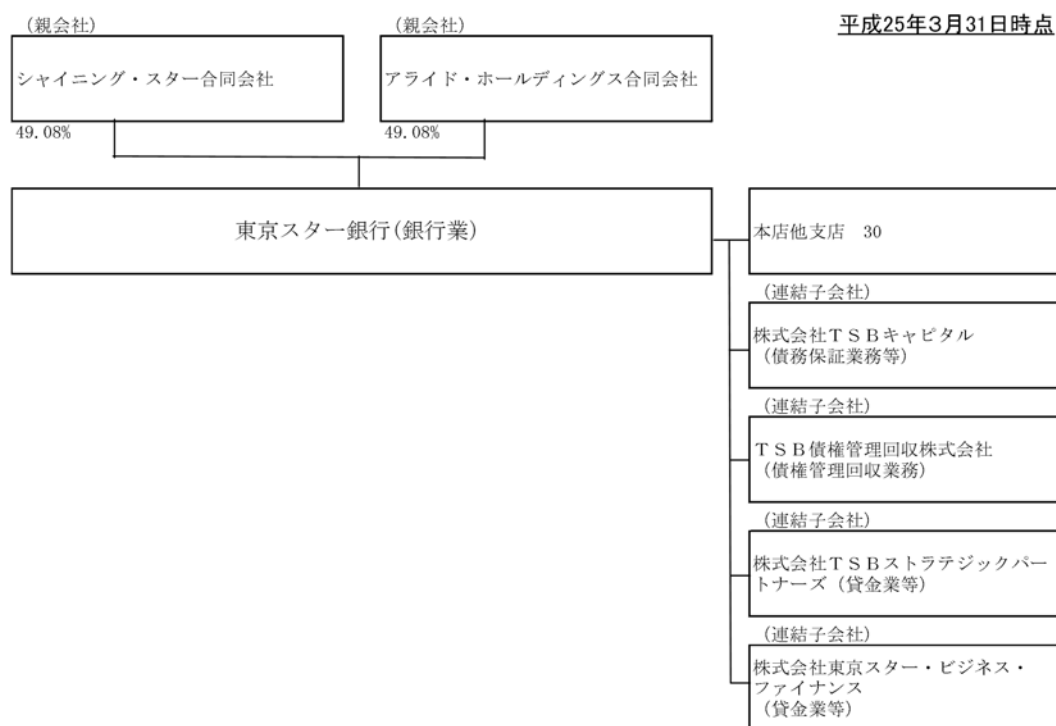 平成25年3月31日時点
(親会社)
シャイニング・スター合同会社
49.08%
(親会社)
アライド・ホールディングス合同会社
49.08%
東京スター銀行(銀行業)
本店他支店　30
(連結子会社)
株式会社ＴＳＢキャピタル
(債務保証業務等)
(連結子会社)
ＴＳＢ債権管理回収株式会社
(債権管理回収業務)
(連結子会社)
株式会社ＴＳＢストラテジックパー
トナーズ (貸金業等)
(連結子会社)
株式会社東京スター・ビジネス・
ファイナンス
(貸金業等)